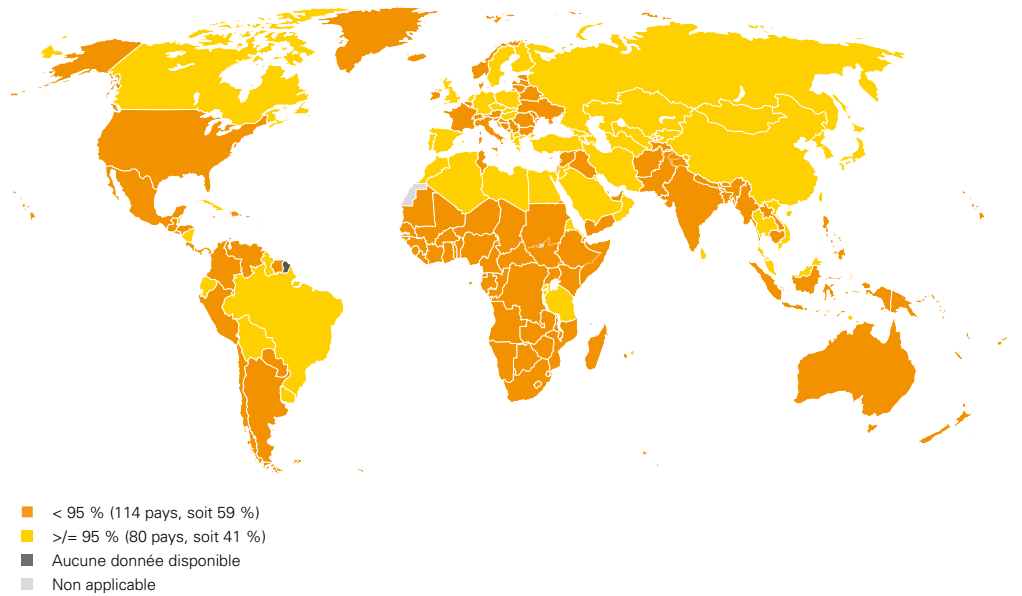 < 95 % (114 pays, soit 59 %)
>/= 95 % (80 pays, soit 41 %)
Aucune donnée disponible
Non applicable